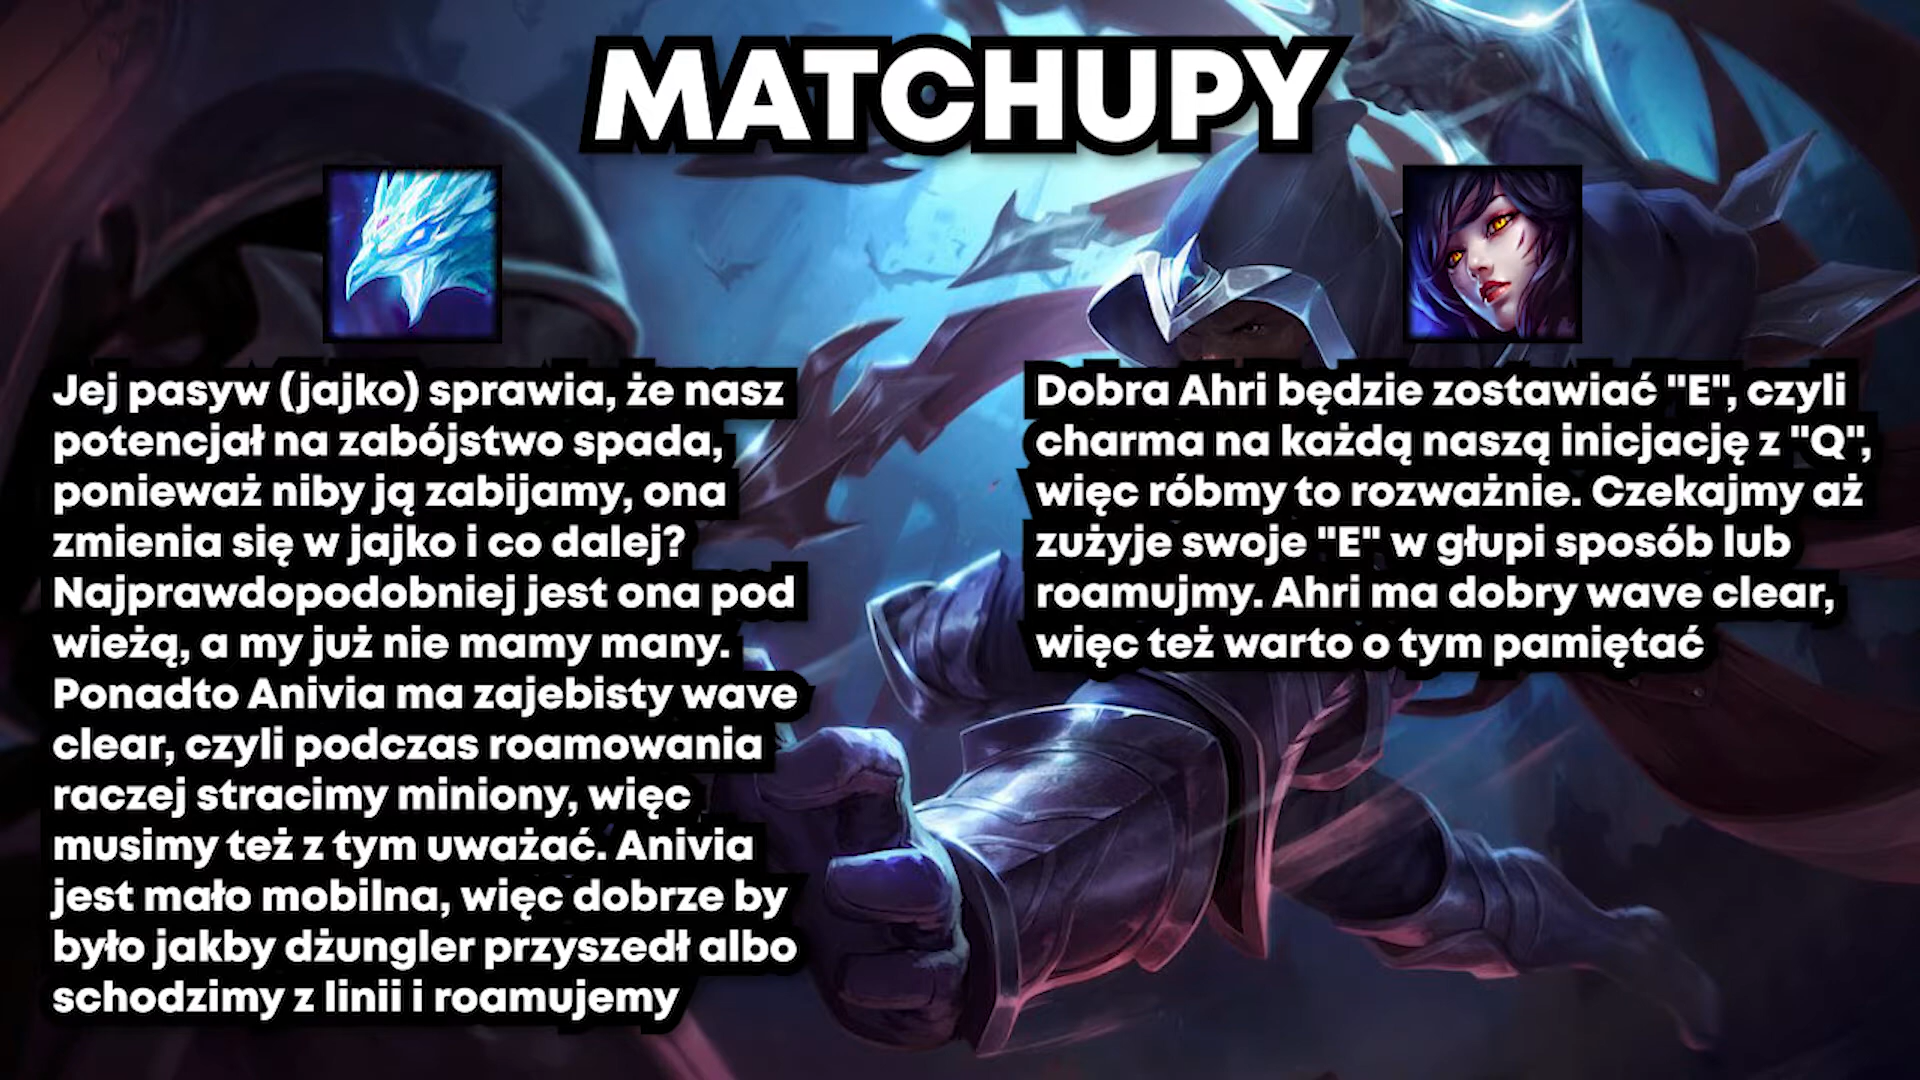 MATCHUPY
Jej pasyw (jajko) sprawia, że nasz
potencjał na zabójstwo spada,
ponieważ niby ją zabijamy, ona
zmienia się w jajko i co dalej?
Najprawdopodobniej jest ona pod
wieżą, a my już nie mamy many.
Ponadto Anivia ma zajebisty wave
clear, czyli podczas roamowania
raczej stracimy miniony, więc
musimy też z tym uważać. Anivia
jest mało mobilna, więc dobrze by
było jakby dżungler przyszedł albo
schodzimy z linii i roamujemy
Dobra Ahri będzie zostawiać "E", czyli
charma na każdą naszą inicjację z "Q",
więc róbmy to rozważnie. Czekajmy aż
zużyje swoje "E" w głupi sposób lub
roamujmy. Ahri ma dobry wave clear,
więc też warto o tym pamiętać